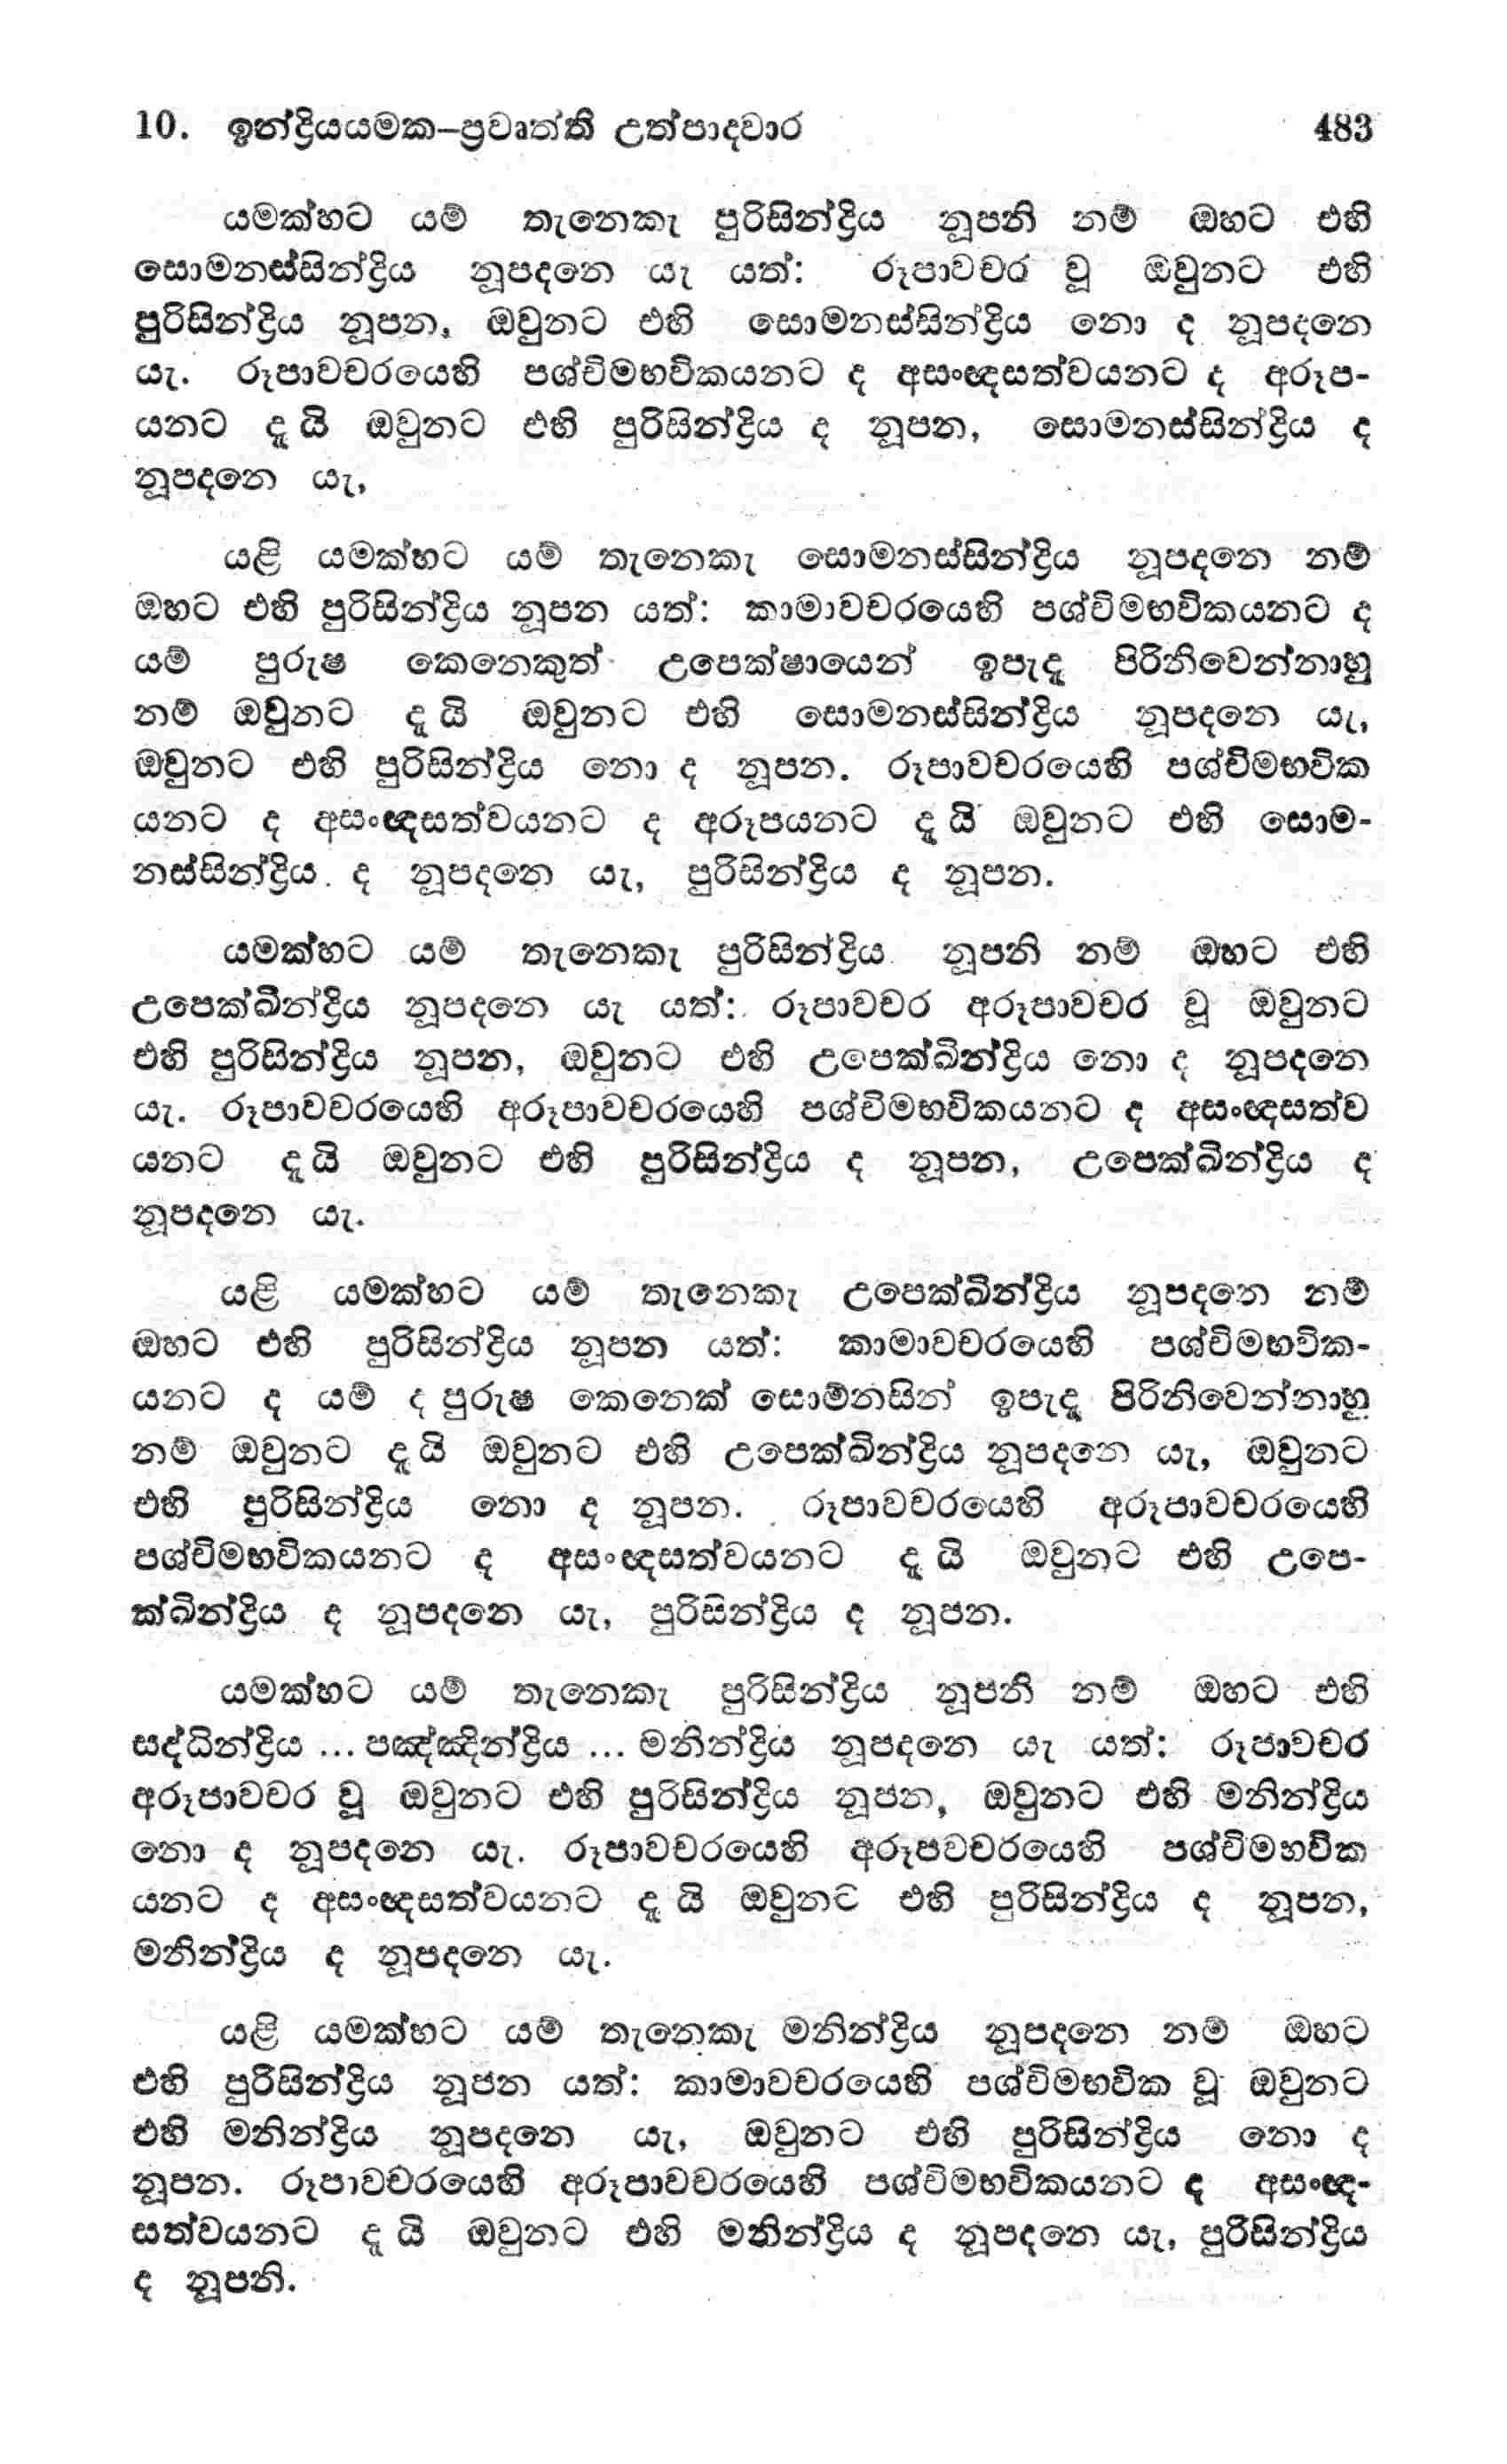 10. ඉන්ද්‍රියයමක–ප්‍රවෘත්ති උත්පාදවාර 483
යමක්හට යම් තැනෙකැ පුරිසින්ද්‍රිය නූපනි නම් ඔහට එහි
සොමනස්සින්ද්‍රිය නූපදනෙ යැ යත්: රූපාවචර වූ ඔවුනට එහි
පුරිසින්ද්‍රිය නූපන, ඔවුනට එහි සොමනස්සින්ද්‍රිය නො ද නූපදනෙ
යැ. රූපාවචරයෙහි පශ්චිමභවිකයනට ද අසංඥසත්වයනට ද අරූප-
යනට දැ යි ඔවුනට එහි පුරිසින්ද්‍රිය ද නූපන, සොමනස්සින්ද්‍රිය ද
නූපදනෙ යැ,
යළි යමක්හට යම් තැනෙකැ සොමනස්සින්ද්‍රිය නූපදනෙ නම්
ඔහට එහි පුරිසින්ද්‍රිය නූපන යත්: කාමාවචරයෙහි පශ්චිමභවිකයනට ද
යම් පුරුෂ කෙනෙකුත් උපෙක්ෂායෙන් ඉපැදැ පිරිනිවෙන්නාහු
නම් ඔවුනට දැ යි ඔවුනට එහි සොමනස්සින්ද්‍රිය නූපදනෙ යැ,
ඔවුනට එහි පුරිසින්ද්‍රිය නො ද නූපන. රූපාවචරයෙහි පශ්චිමභවික
යනට ද අසංඥසත්වයනට ද අරූපයනට දැ යි ඔවුනට එහි සොම-
නස්සින්ද්‍රිය ද නූපදනෙ යැ, පුරිසින්ද්‍රිය ද නූපන.
යමක්හට යම් තැනෙකැ පුරිසින්ද්‍රිය නූපනි නම් ඔහට එහි
උපෙක්ඛින්ද්‍රිය නූපදනෙ යැ යත්: රූපාවචර අරූපාවචර වූ ඔවුනට
එහි පුරිසින්ද්‍රිය නූපන, ඔවුනට එහි උපෙක්ඛින්ද්‍රිය නො ද නූපදනෙ
යැ. රූපාවචරයෙහි අරූපාවචරයෙහි පශ්චිමභවිකයනට ද අසංඥසත්ව
යනට දැ යි ඔවුනට එහි පුරිසින්ද්‍රිය ද නූපන, උපෙක්ඛින්ද්‍රිය ද
නූපදනෙ යැ.
යළි යමක්හට යම් තැනෙකැ උපෙක්ඛින්ද්‍රිය නූපදනෙ නම්
ඔහට එහි පුරිසින්ද්‍රිය නූපන යත්: කාමාවචරයෙහි පශ්චිමභවික-
යනට ද යම් ද පුරුෂ කෙනෙක් සොම්නසින් ඉපැදැ පිරිනිවෙන්නාහු
නම් ඔවුනට දැ යි ඔවුනට එහි උපෙක්ඛින්ද්‍රිය නූපදනෙ යැ, ඔවුනට
එහි පුරිසින්ද්‍රිය නො ද නූපන. රූපාවචරයෙහි අරූපාවචරයෙහි
පශ්චිමභවිකයනට ද අසංඥසත්වයනට දැ යි ඔවුනට එහි උපෙ-
ක්ඛින්ද්‍රිය ද නූපදනෙ යැ, පුරිසින්ද්‍රිය ද නූපන.
යමක්හට යම් තැනෙකැ පුරිසින්ද්‍රිය නූපනි නම් ඔහට එහි
සද්ධින්ද්‍රිය ... පඤ්ඤින්ද්‍රිය ... මනින්ද්‍රිය නූපදනෙ යැ යත්: රූපාවචර
අරූපාවචර වූ ඔවුනට එහි පුරිසින්ද්‍රිය නූපන, ඔවුනට එහි මනින්ද්‍රිය
නො ද නූපදනෙ යැ. රූපාවචරයෙහි අරූපවචරයෙහි පශ්චිමභවික
යනට ද අසංඥසත්වයනට දැ යි ඔවුනට එහි පුරිසින්ද්‍රිය ද නූපන,
මනින්ද්‍රිය ද නූපදනෙ යැ.
යළි යමක්හට යම් තැනෙකැ මනින්ද්‍රිය නූපදනෙ නම් ඔහට
එහි පුරිසින්ද්‍රිය නූපන යත්: කාමාවචරයෙහි පශ්චිමභවික වූ ඔවුනට
එහි මනින්ද්‍රිය නූපදනෙ යැ, ඔවුනට එහි පුරිසින්ද්‍රිය නො ද
නූපන. රූපාවචරයෙහි අරූපාවචරයෙහි පශ්චිමභවිකයනට ද අසංඥ-
සත්වයනට දැ යි ඔවුනට එහි මනින්ද්‍රිය ද නූපදනෙ යැ, පුරිසින්ද්‍රිය
ද නූපනි.